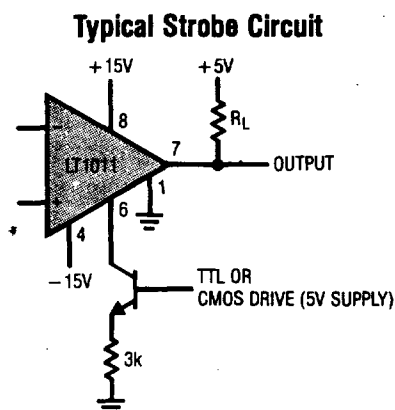 Typical Strobe Circuit
+15V
+5V
RL
8
−
LT1011
7
OUTPUT
1
+
6
4
−15V
TTL OR
CMOS DRIVE (5V SUPPLY)
3k